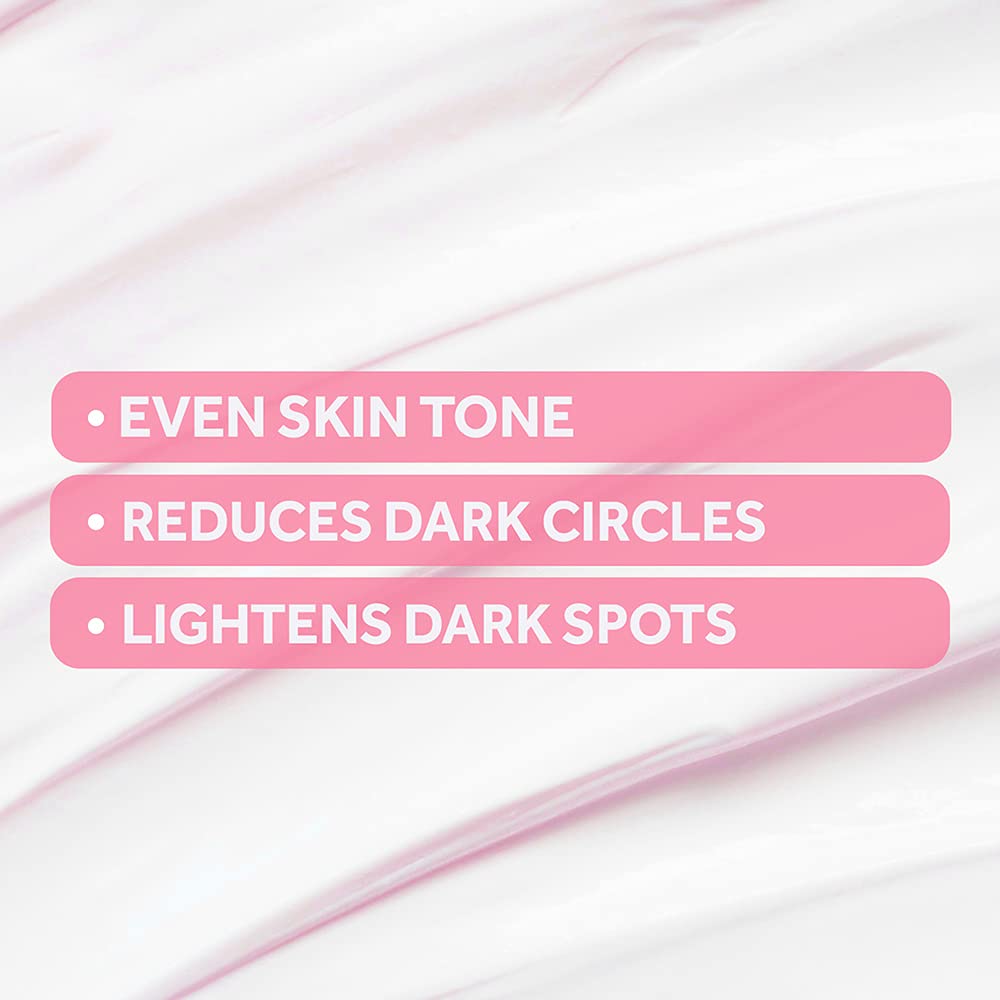 • EVEN SKIN TONE
• REDUCES DARK CIRCLES
• LIGHTENS DARK SPOTS